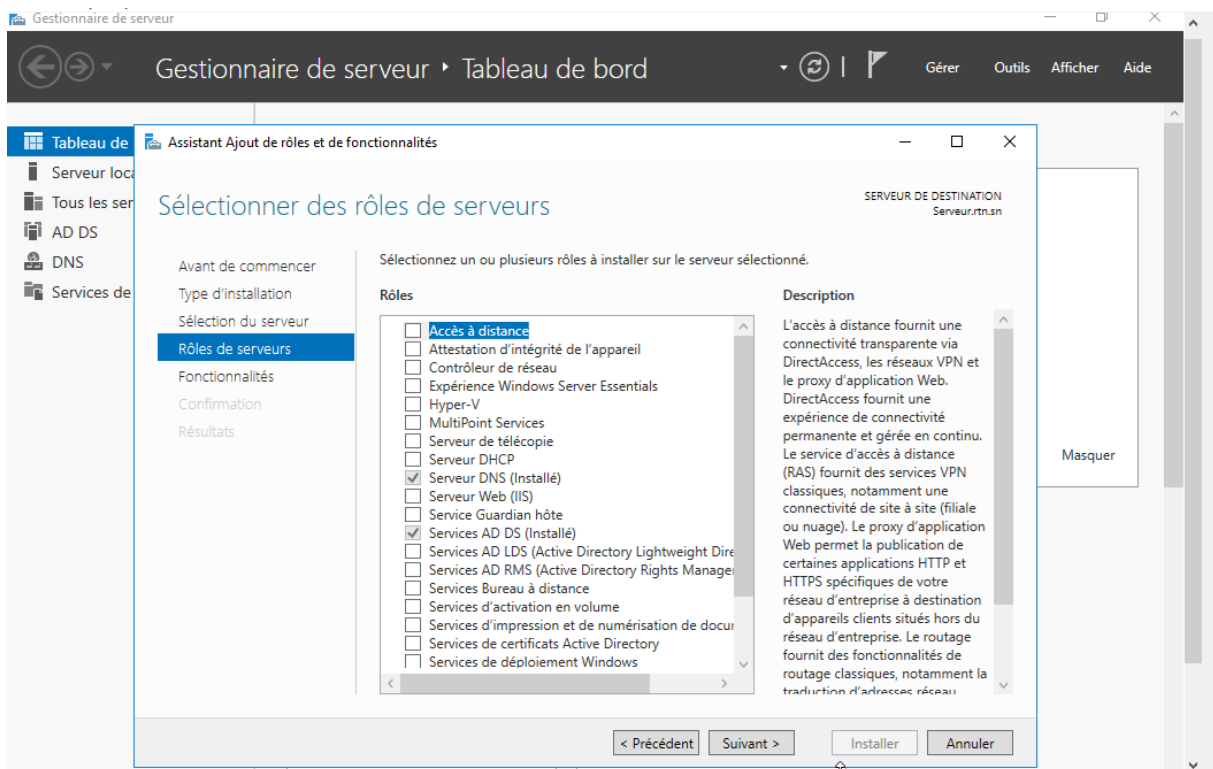 Gestionnaire de serveur
Gestionnaire de serveur ‣ Tableau de bord
Gérer Outils Afficher Aide
Tableau de
Serveur loca
Tous les ser
AD DS
DNS
Services de
Assistant Ajout de rôles et de fonctionnalités
Sélectionner des rôles de serveurs
SERVEUR DE DESTINATION
Serveur.rtn.sn
Avant de commencer
Type d'installation
Sélection du serveur
Rôles de serveurs
Fonctionnalités
Confirmation
Résultats
Sélectionnez un ou plusieurs rôles à installer sur le serveur sélectionné.
Rôles
Accès à distance
Attestation d'intégrité de l'appareil
Contrôleur de réseau
Expérience Windows Server Essentials
Hyper-V
MultiPoint Services
Serveur de télécopie
Serveur DHCP
Serveur DNS (Installé)
Serveur Web (IIS)
Service Guardian hôte
Services AD DS (Installé)
Services AD LDS (Active Directory Lightweight Dire
Services AD RMS (Active Directory Rights Manage
Services Bureau à distance
Services d'activation en volume
Services d'impression et de numérisation de docu
Services de certificats Active Directory
Services de déploiement Windows
Description
L'accès à distance fournit une
connectivité transparente via
DirectAccess, les réseaux VPN et
le proxy d'application Web.
DirectAccess fournit une
expérience de connectivité
permanente et gérée en continu.
Le service d'accès à distance
(RAS) fournit des services VPN
classiques, notamment une
connectivité de site à site (filiale
ou nuage). Le proxy d'application
Web permet la publication de
certaines applications HTTP et
HTTPS spécifiques de votre
réseau d'entreprise à destination
d'appareils clients situés hors du
réseau d'entreprise. Le routage
fournit des fonctionnalités de
routage classiques, notamment la
traduction d'adresses réseau
Masquer
< Précédent
Suivant >
Installer
Annuler